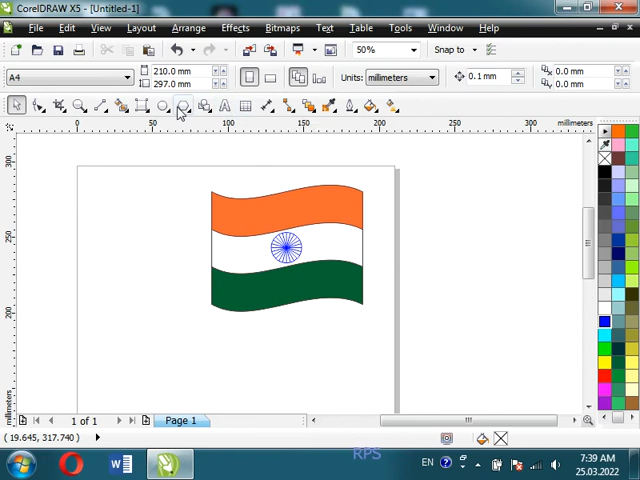 CorelDRAW X5 - [Untitled-1]
File Edit View Layout Arrange Effects Bitmaps Text Table Tools Window Help
50% Snap to
A4 210.0 mm 297.0 mm Units: millimeters 0.1 mm 0.0 mm 0.0 mm
0 50 100 150 200 250 300 millimeters
300
250
200
millimeters
1 of 1 Page 1
(19.645, 317.740)
RPS
EN 7:39 AM
25.03.2022